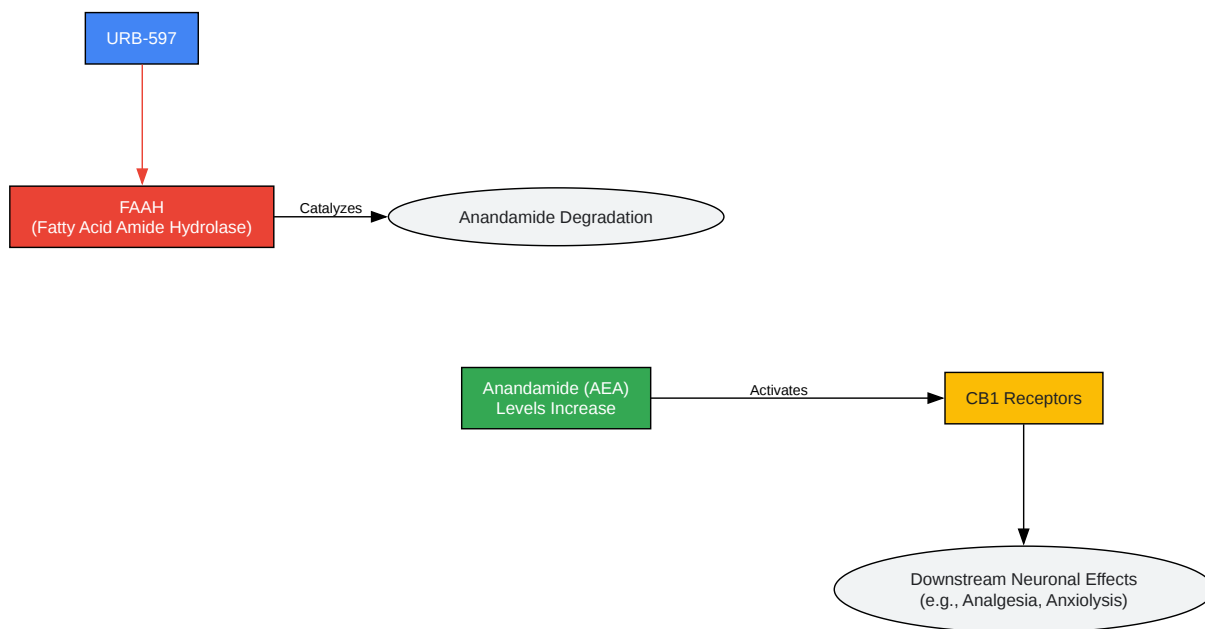 URB-597
FAAH
(Fatty Acid Amide Hydrolase)
Catalyzes
Anandamide Degradation
Anandamide (AEA)
Levels Increase
Activates
CB1 Receptors
Downstream Neuronal Effects
(e.g., Analgesia, Anxiolysis)